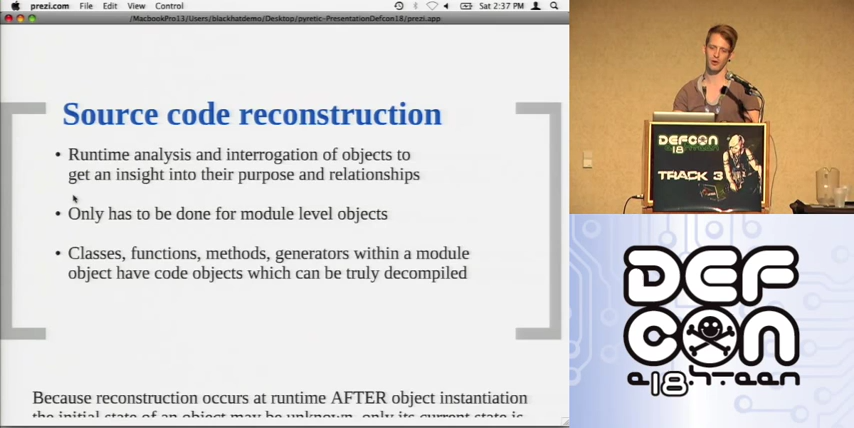 prezi.com File Edit View Control
Sat 2:37 PM
/MacbookPro13/Users/blackhatdemo/Desktop/pyretic-PresentationDefcon18/prezi.app
Source code reconstruction
• Runtime analysis and interrogation of objects to
get an insight into their purpose and relationships
• Only has to be done for module level objects
• Classes, functions, methods, generators within a module
object have code objects which can be truly decompiled
Because reconstruction occurs at runtime AFTER object instantiation
the initial state of an object may be unknown, only its current state is
DEFCON
18
TRACK 3
DEF
CON
e18hteen